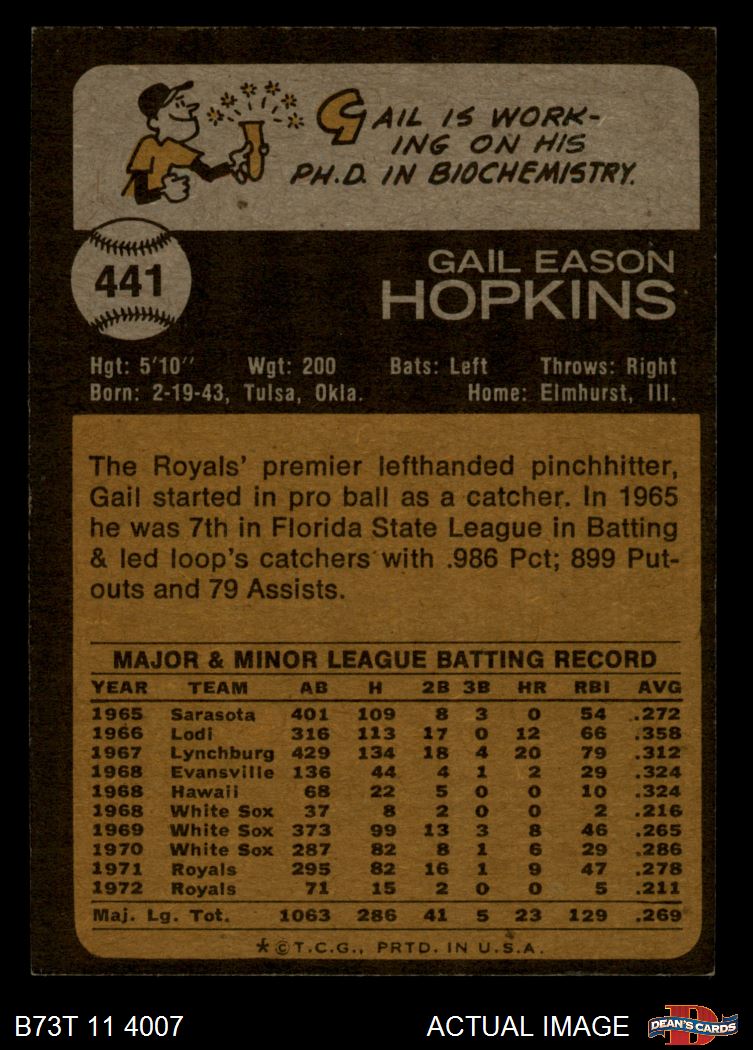 GAIL IS WORK-
ING ON HIS
PH.D. IN BIOCHEMISTRY.
441
GAIL EASON
HOPKINS
Hgt: 5'10" Wgt: 200 Bats: Left Throws: Right
Born: 2-19-43, Tulsa, Okla. Home: Elmhurst, Ill.
The Royals' premier lefthanded pinchhitter,
Gail started in pro ball as a catcher. In 1965
he was 7th in Florida State League in Batting
& led loop's catchers with .986 Pct; 899 Put-
outs and 79 Assists.
MAJOR & MINOR LEAGUE BATTING RECORD
YEAR TEAM AB H 2B 3B HR RBI AVG
1965 Sarasota 401 109 8 3 0 54 .272
1966 Lodi 316 113 17 0 12 66 .358
1967 Lynchburg 429 134 18 4 20 79 .312
1968 Evansville 136 44 4 1 2 29 .324
1968 Hawaii 68 22 5 0 0 10 .324
1968 White Sox 37 8 2 0 0 2 .216
1969 White Sox 373 99 13 3 8 46 .265
1970 White Sox 287 82 8 1 6 29 .286
1971 Royals 295 82 16 1 9 47 .278
1972 Royals 71 15 2 0 0 5 .211
Maj. Lg. Tot. 1063 286 41 5 23 129 .269
* © T.C.G., PRTD. IN U.S.A.
B73T 11 4007 ACTUAL IMAGE
D
DEAN'S CARDS